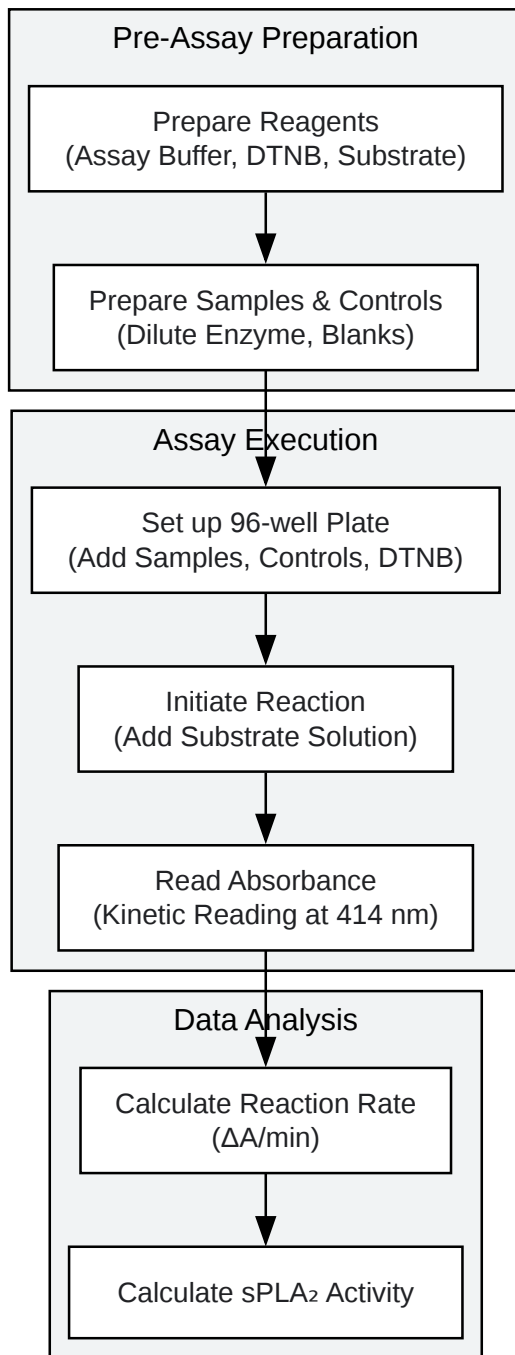 Pre-Assay Preparation
Prepare Reagents
(Assay Buffer, DTNB, Substrate)
Prepare Samples & Controls
(Dilute Enzyme, Blanks)
Assay Execution
Set up 96-well Plate
(Add Samples, Controls, DTNB)
Initiate Reaction
(Add Substrate Solution)
Read Absorbance
(Kinetic Reading at 414 nm)
Data Analysis
Calculate Reaction Rate
(ΔA/min)
Calculate sPLA₂ Activity